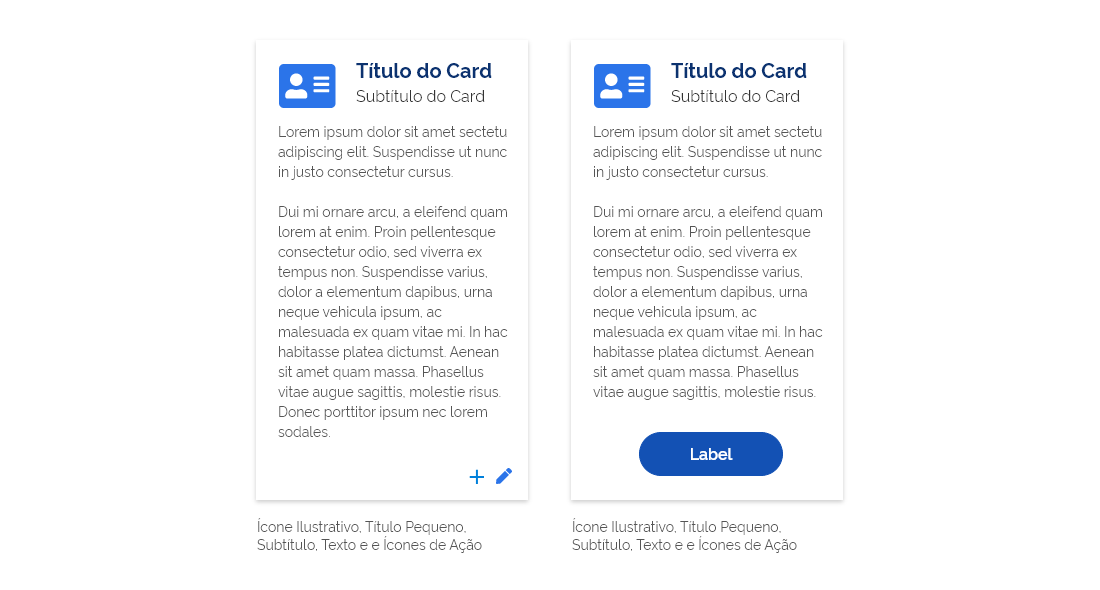 Título do Card
Subtítulo do Card
Lorem ipsum dolor sit amet sectetu
adipiscing elit. Suspendisse ut nunc
in justo consectetur cursus.
Dui mi ornare arcu, a eleifend quam
lorem at enim. Proin pellentesque
consectetur odio, sed viverra ex
tempus non. Suspendisse varius,
dolor a elementum dapibus, urna
neque vehicula ipsum, ac
malesuada ex quam vitae mi. In hac
habitasse platea dictumst. Aenean
sit amet quam massa. Phasellus
vitae augue sagittis, molestie risus.
Donec porttitor ipsum nec lorem
sodales.
Ícone Ilustrativo, Título Pequeno,
Subtítulo, Texto e e Ícones de Ação
Título do Card
Subtítulo do Card
Lorem ipsum dolor sit amet sectetu
adipiscing elit. Suspendisse ut nunc
in justo consectetur cursus.
Dui mi ornare arcu, a eleifend quam
lorem at enim. Proin pellentesque
consectetur odio, sed viverra ex
tempus non. Suspendisse varius,
dolor a elementum dapibus, urna
neque vehicula ipsum, ac
malesuada ex quam vitae mi. In hac
habitasse platea dictumst. Aenean
sit amet quam massa. Phasellus
vitae augue sagittis, molestie risus.
Label
Ícone Ilustrativo, Título Pequeno,
Subtítulo, Texto e e Ícones de Ação